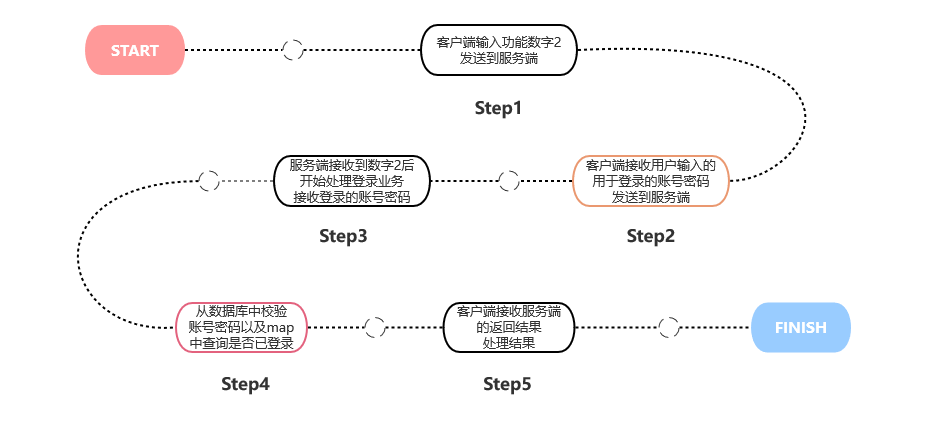 START
客户端输入功能数字2
发送到服务端
Step1
服务端接收到数字2后
开始处理登录业务
接收登录的账号密码
Step3
客户端接收用户输入的
用于登录的账号密码
发送到服务端
Step2
从数据库中校验
账号密码以及map
中查询是否已登录
Step4
客户端接收服务端
的返回结果
处理结果
Step5
FINISH